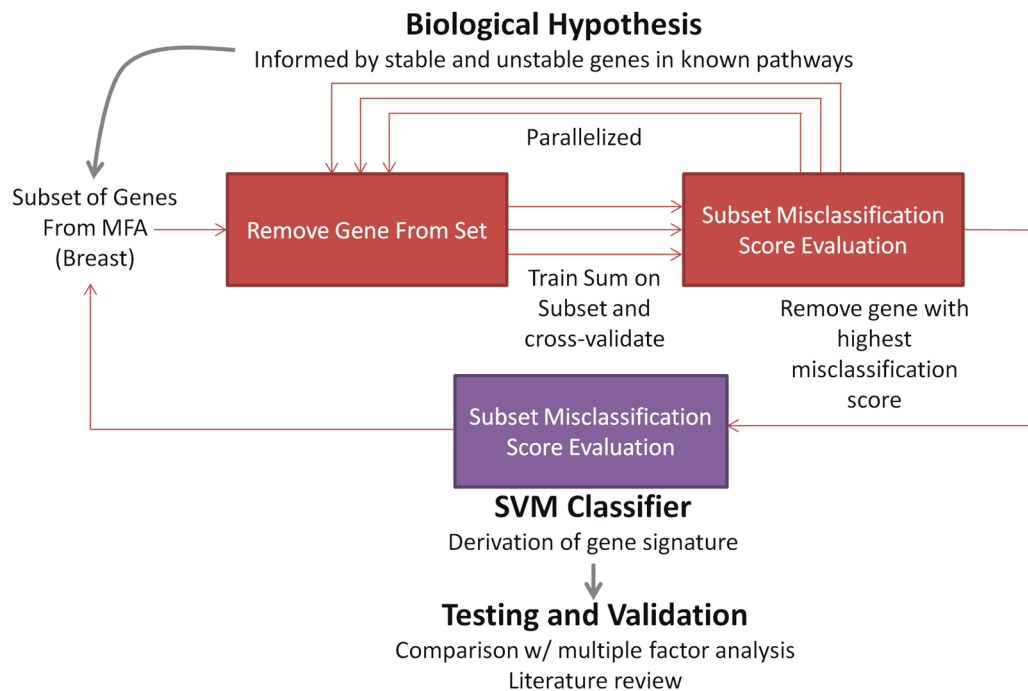 Biological Hypothesis
Informed by stable and unstable genes in known pathways
Parallelized
Subset of Genes
From MFA
(Breast)
Remove Gene From Set
Subset Misclassification
Score Evaluation
Train Sum on
Subset and
cross-validate
Remove gene with
highest
misclassification
score
Subset Misclassification
Score Evaluation
SVM Classifier
Derivation of gene signature
Testing and Validation
Comparison w/ multiple factor analysis
Literature review